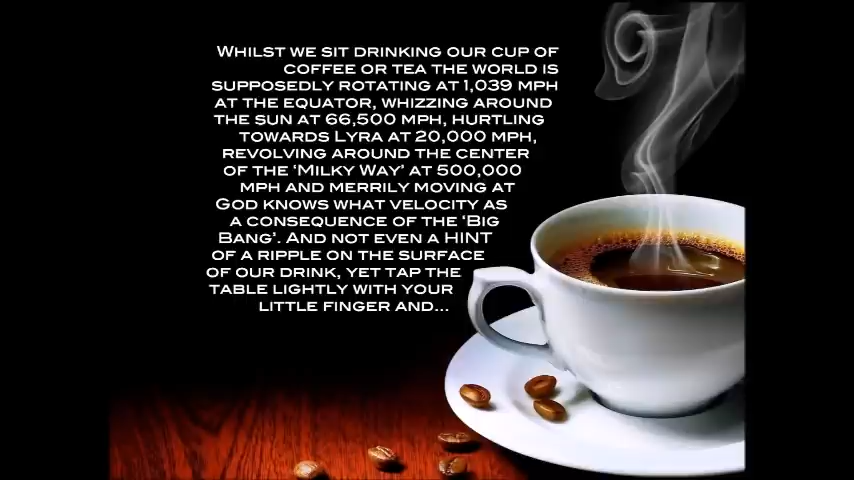 Whilst we sit drinking our cup of
coffee or tea the world is
supposedly rotating at 1,039 mph
at the equator, whizzing around
the sun at 66,500 mph, hurtling
towards Lyra at 20,000 mph,
revolving around the center
of the ‘Milky Way’ at 500,000
mph and merrily moving at
God knows what velocity as
a consequence of the ‘Big
Bang’. And not even a HINT
of a ripple on the surface
of our drink, yet tap the
table lightly with your
little finger and...